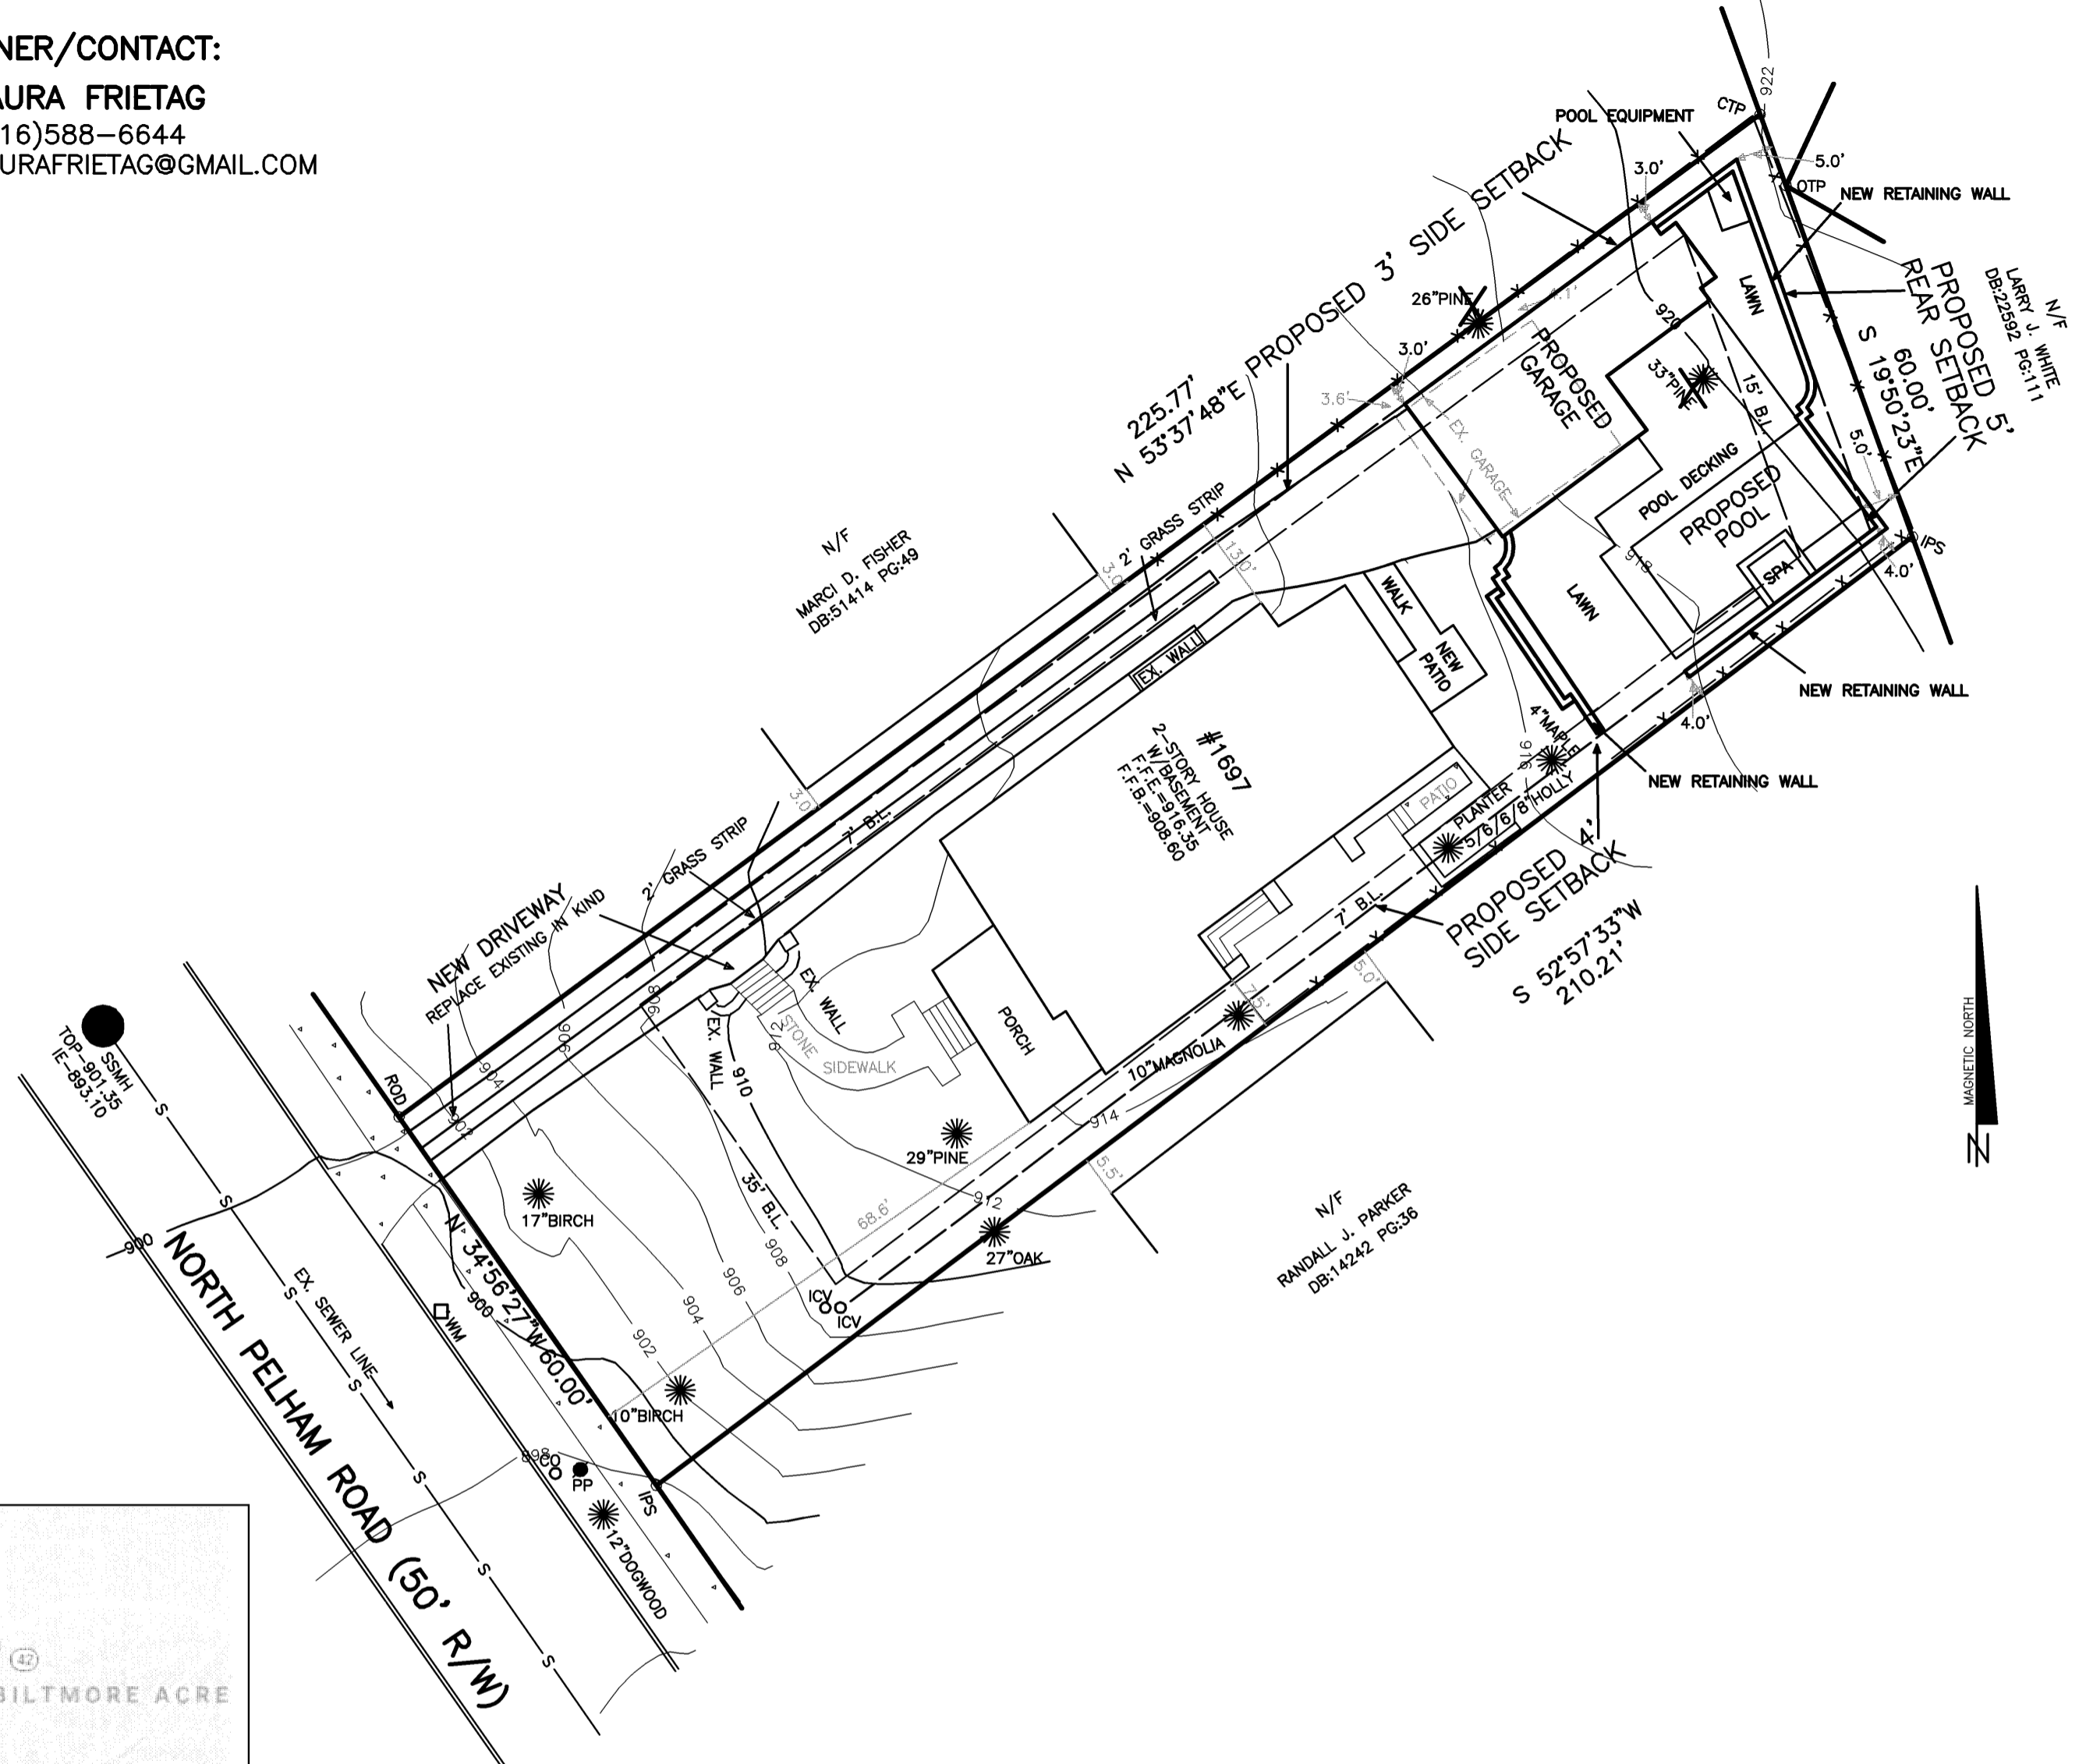 NER/CONTACT:
AURA FRIETAG
16)588-6644
URAFRIETAG@GMAIL.COM
922
CTP
POOL EQUIPMENT
3.0'
5.0'
OTP
NEW RETAINING WALL
PROPOSED 3' SIDE SETBACK
LAWN
PROPOSED 5'
REAR SETBACK
N/F
LARRY J. WHITE
DB:22592 PG:111
60.00'
S 19°50'23"E
26"PINE
4.1'
920
PROPOSED
GARAGE
3.0'
3.6'
EX. GARAGE
33"PINE
15' B.L.
5.0'
225.77'
N 53°37'48"E
POOL DECKING
PROPOSED
POOL
SPA
918
IPS
4.0'
2' GRASS STRIP
13.0'
3.0'
N/F
MARCI D. FISHER
DB:51414 PG:49
WALK
NEW
PATIO
LAWN
EX. WALL
NEW RETAINING WALL
4.0'
4"MAPLE
916
NEW RETAINING WALL
#1697
2-STORY HOUSE
W/BASEMENT
F.F.E.=916.35
F.F.B.=908.60
PATIO
PLANTER
5/6/6/8"HOLLY
3.0'
7' B.L.
2' GRASS STRIP
PROPOSED 4'
SIDE SETBACK
7' B.L.
S 52°57'33"W
210.21'
NEW DRIVEWAY
REPLACE EXISTING IN KIND
5.0'
7.5'
908
906
904
902
EX. WALL
EX. WALL
STONE
SIDEWALK
912
910
PORCH
10"MAGNOLIA
914
5.5'
MAGNETIC NORTH
N
SSMH
TOP-901.35
IE-893.10
S
ROD
29"PINE
17"BIRCH
35' B.L.
68.6'
912
27"OAK
N/F
RANDALL J. PARKER
DB:14242 PG:36
900
S
N 34°56'27"W 60.00'
900
908
906
904
902
ICV
ICV
EX. SEWER LINE
S
WM
NORTH PELHAM ROAD (50' R/W)
S
10"BIRCH
898
CO
PP
IPS
S
12"DOGWOOD
S
S
42
BILTMORE ACRE